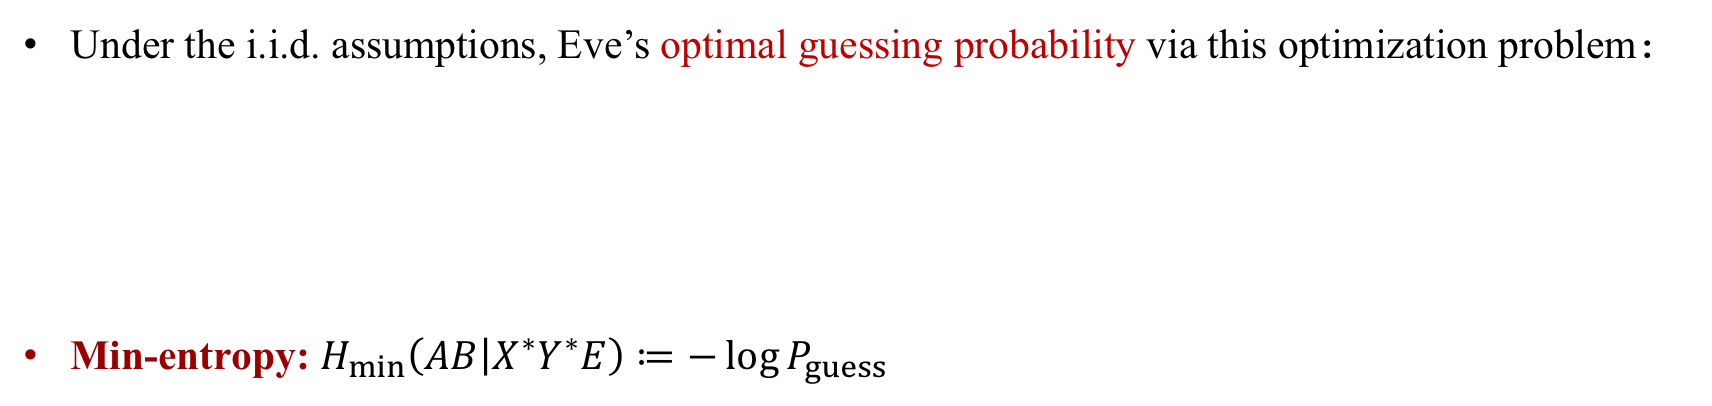 • Under the i.i.d. assumptions, Eve’s optimal guessing probability via this optimization problem：
• Min-entropy: H_min(AB|X*Y*E) ≔ − log P_guess